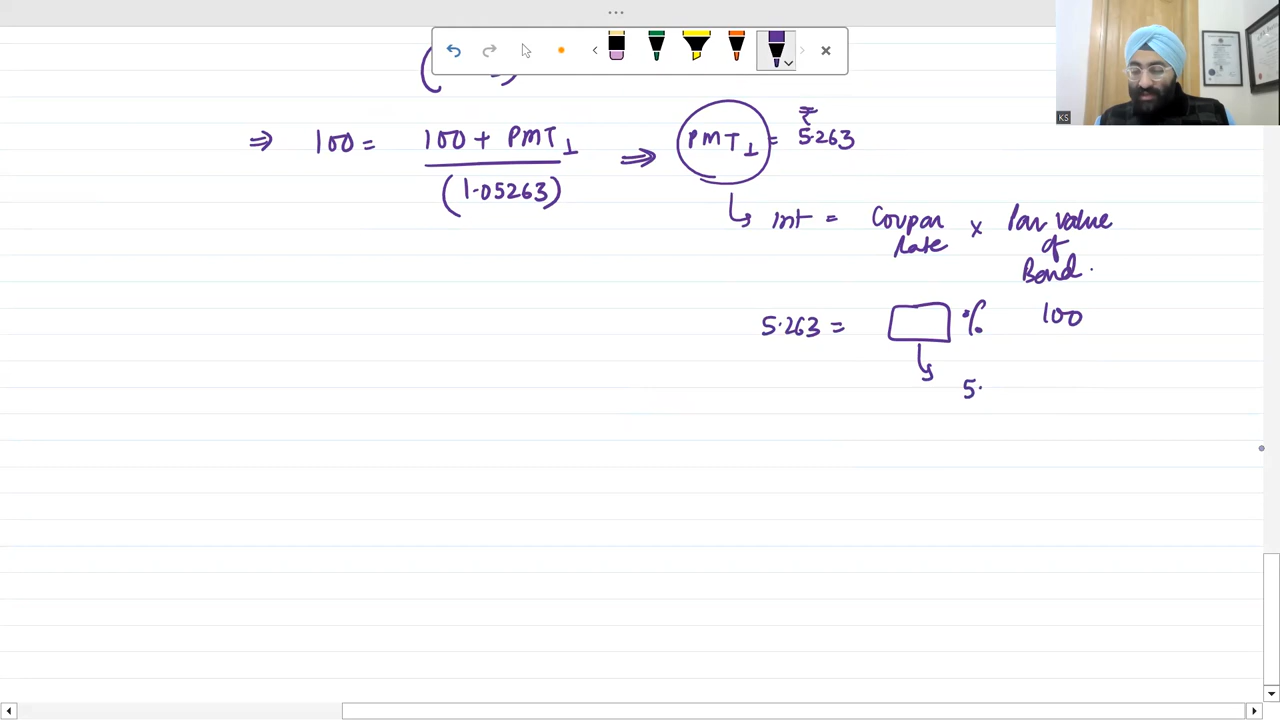 ⇒ 100 = 100 + PMT₁ / (1.05263) ⇒ PMT₁ = ₹ 5.263
↳ Int = Coupon Rate × Par value of Bond.
5.263 = % 100
5.
KS